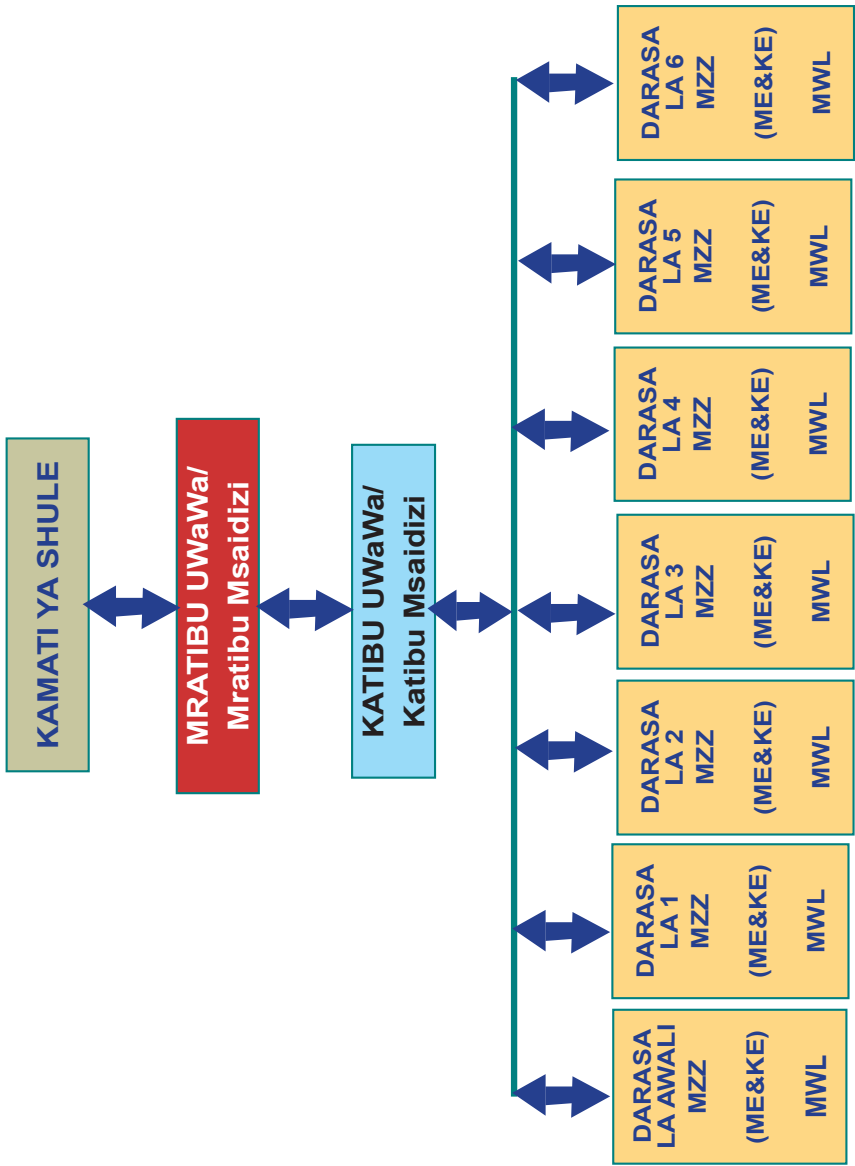 KAMATI YA SHULE
MRATIBU UWaWa/
Mratibu Msaidizi
KATIBU UWaWa/
Katibu Msaidizi
DARASA
LA AWALI
MZZ
(ME&KE)
MWL
DARASA
LA 1
MZZ
(ME&KE)
MWL
DARASA
LA 2
MZZ
(ME&KE)
MWL
DARASA
LA 3
MZZ
(ME&KE)
MWL
DARASA
LA 4
MZZ
(ME&KE)
MWL
DARASA
LA 5
MZZ
(ME&KE)
MWL
DARASA
LA 6
MZZ
(ME&KE)
MWL